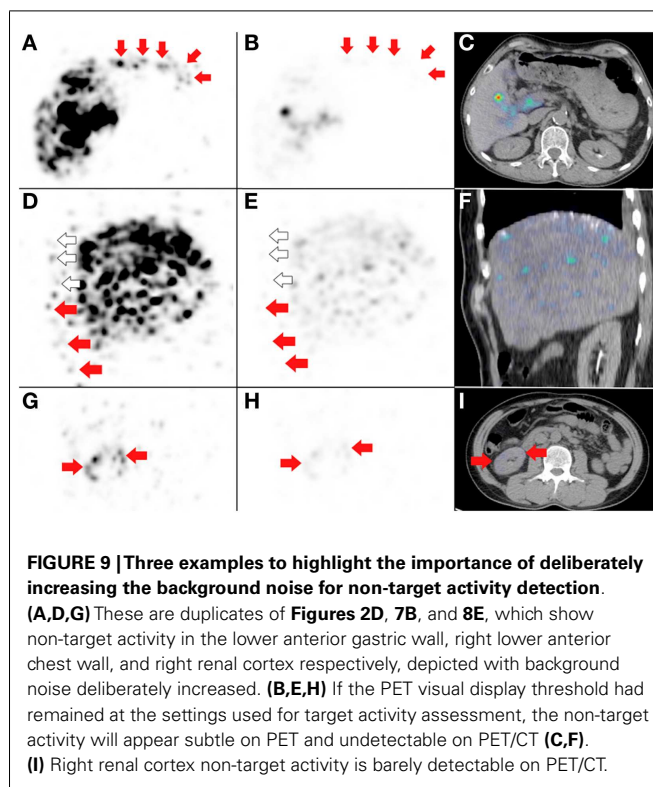 A
B
C
D
E
F
G
H
I
FIGURE 9 | Three examples to highlight the importance of deliberately
increasing the background noise for non-target activity detection.
(A,D,G) These are duplicates of Figures 2D, 7B, and 8E, which show
non-target activity in the lower anterior gastric wall, right lower anterior
chest wall, and right renal cortex respectively, depicted with background
noise deliberately increased. (B,E,H) If the PET visual display threshold had
remained at the settings used for target activity assessment, the non-target
activity will appear subtle on PET and undetectable on PET/CT (C,F).
(I) Right renal cortex non-target activity is barely detectable on PET/CT.